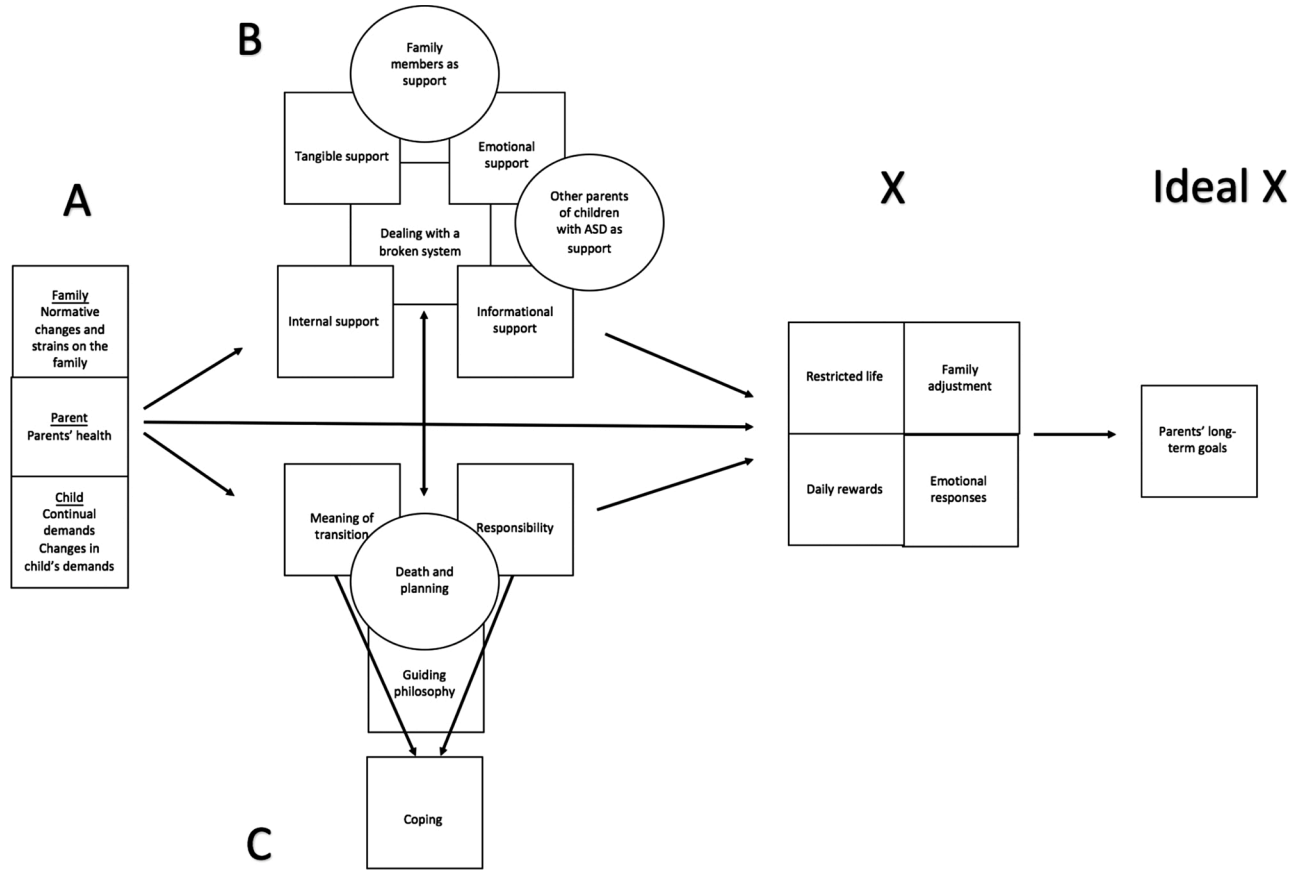 B
Family
members as
support
Tangible support
Emotional
support
Other parents
of children
with ASD as
support
Dealing with a
broken system
Internal support
Informational
support
A
Family
Normative
changes and
strains on the
family
Parent
Parents’ health
Child
Continual
demands
Changes in
child’s demands
Meaning of
transition
Responsibility
Death and
planning
Guiding
philosophy
Coping
C
X
Restricted life
Family
adjustment
Daily rewards
Emotional
responses
Ideal X
Parents’ long-
term goals